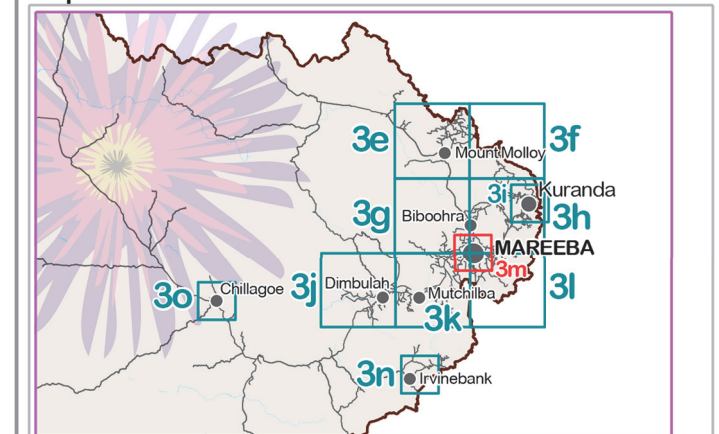 3e
3f
Mount Molloy
3i
Kuranda
3g
Biboohra
3h
MAREEBA
3m
3o
Chillagoe
3j
Dimbulah
Mutchilba
3l
3k
3n
Irvinebank